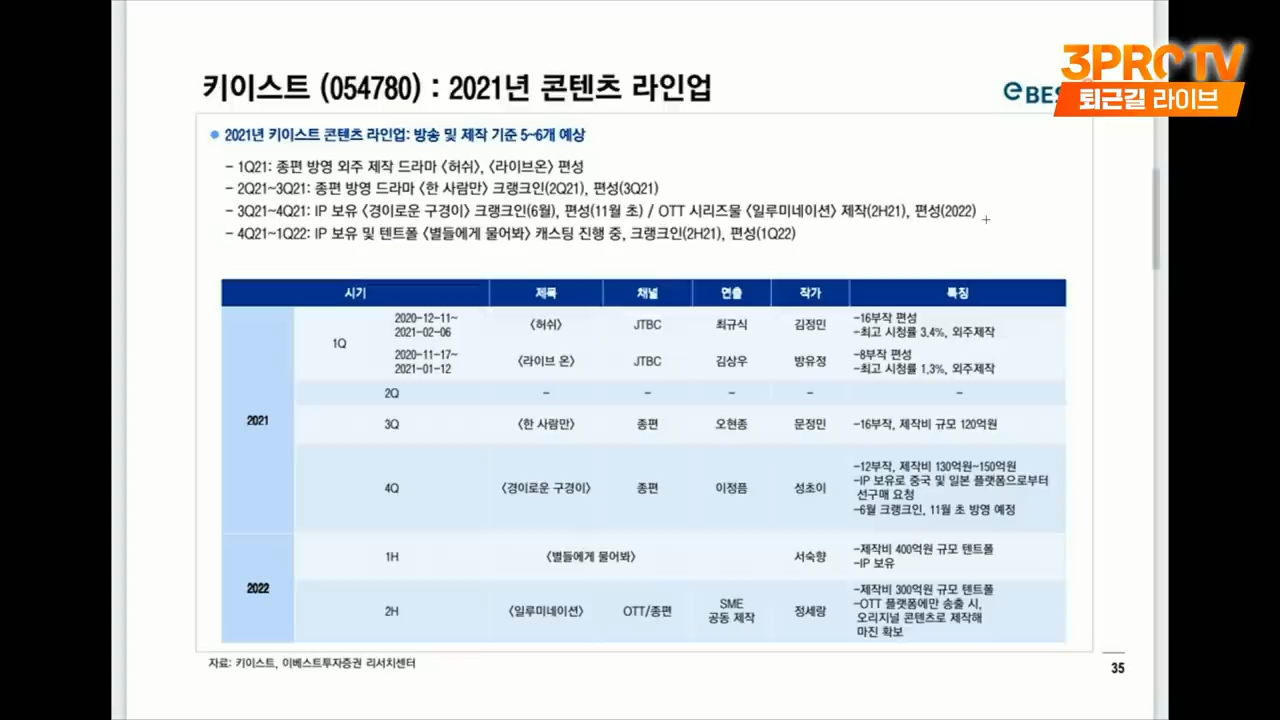 3PROTV
퇴근길 라이브
키이스트 (054780) : 2021년 콘텐츠 라인업
eBES
2021년 키이스트 콘텐츠 라인업: 방송 및 제작 기준 5~6개 예상
- 1Q21: 종편 방영 외주 제작 드라마 <허쉬>, <라이브온> 편성
- 2Q21~3Q21: 종편 방영 드라마 <한 사람만> 크랭크인(2Q21), 편성(3Q21)
- 3Q21~4Q21: IP 보유 <경이로운 구경이> 크랭크인(6월), 편성(11월 초) / OTT 시리즈물 <일루미네이션> 제작(2H21), 편성(2022)
- 4Q21~1Q22: IP 보유 및 텐트폴 <별들에게 물어봐> 캐스팅 진행 중, 크랭크인(2H21), 편성(1Q22)
시기 제목 채널 연출 작가 특징
2021
1Q
2020-12-11~
2021-02-06
<허쉬> JTBC 최규식 김정민
-16부작 편성
-최고 시청률 3.4%, 외주제작
2020-11-17~
2021-01-12
<라이브 온> JTBC 김상우 방유정
-8부작 편성
-최고 시청률 1.3%, 외주제작
2Q - - - - -
3Q <한 사람만> 종편 오현종 문정민 -16부작, 제작비 규모 120억원
4Q <경이로운 구경이> 종편 이정흠 성초이
-12부작, 제작비 130억원~150억원
-IP 보유로 중국 및 일본 플랫폼으로부터
선구매 요청
-6월 크랭크인, 11월 초 방영 예정
2022
1H <별들에게 물어봐> 서숙향
-제작비 400억원 규모 텐트폴
-IP 보유
2H <일루미네이션> OTT/종편
SME
공동 제작
정세랑
-제작비 300억원 규모 텐트폴
-OTT 플랫폼에만 송출 시,
오리지널 콘텐츠로 제작해
마진 확보
자료: 키이스트, 이베스트투자증권 리서치센터
35